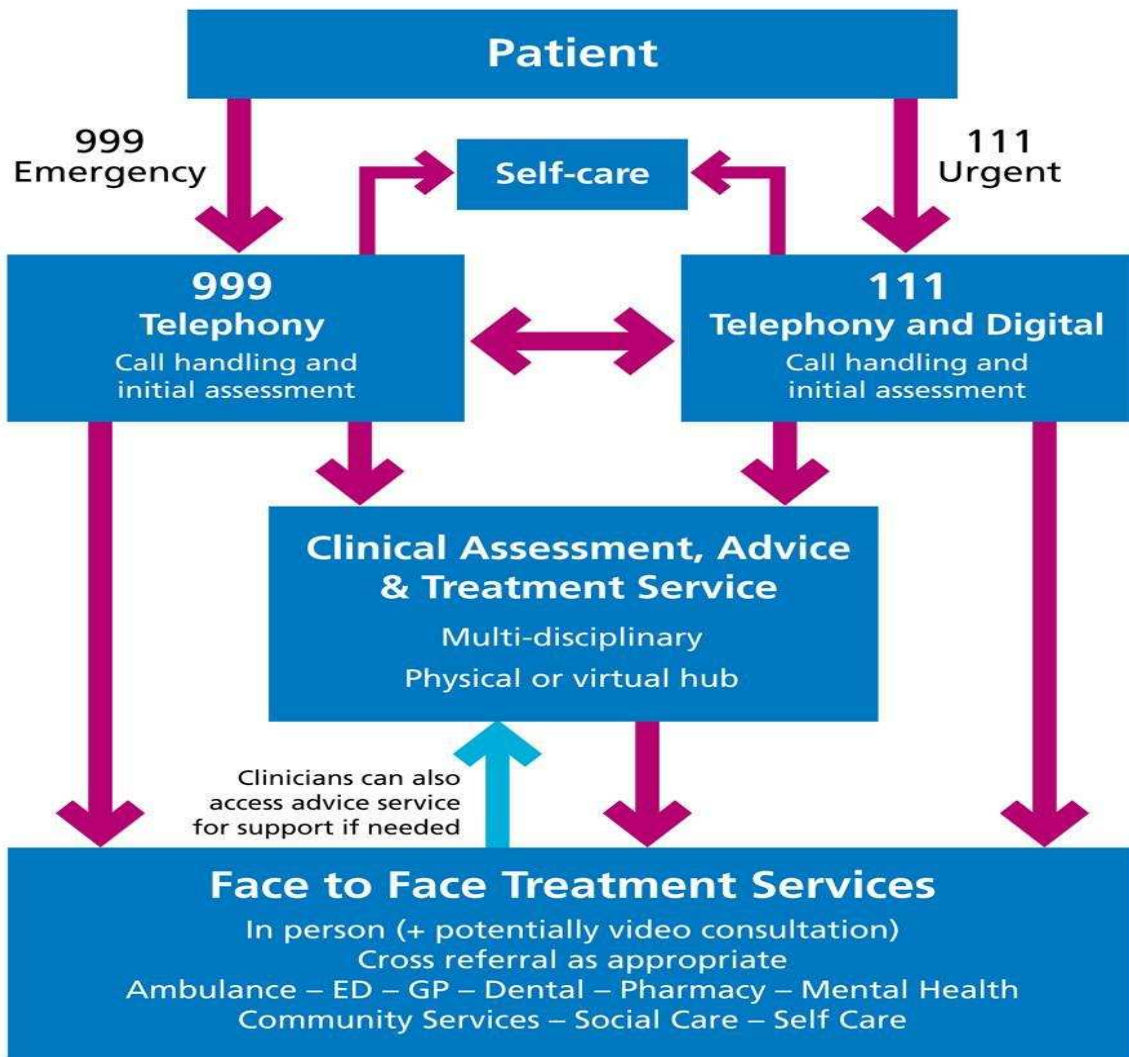 Patient
999
Emergency
111
Urgent
Self-care
999
Telephony
Call handling and
initial assessment
111
Telephony and Digital
Call handling and
initial assessment
Clinical Assessment, Advice
& Treatment Service
Multi-disciplinary
Physical or virtual hub
Clinicians can also
access advice service
for support if needed
Face to Face Treatment Services
In person (+ potentially video consultation)
Cross referral as appropriate
Ambulance – ED – GP – Dental – Pharmacy – Mental Health
Community Services – Social Care – Self Care